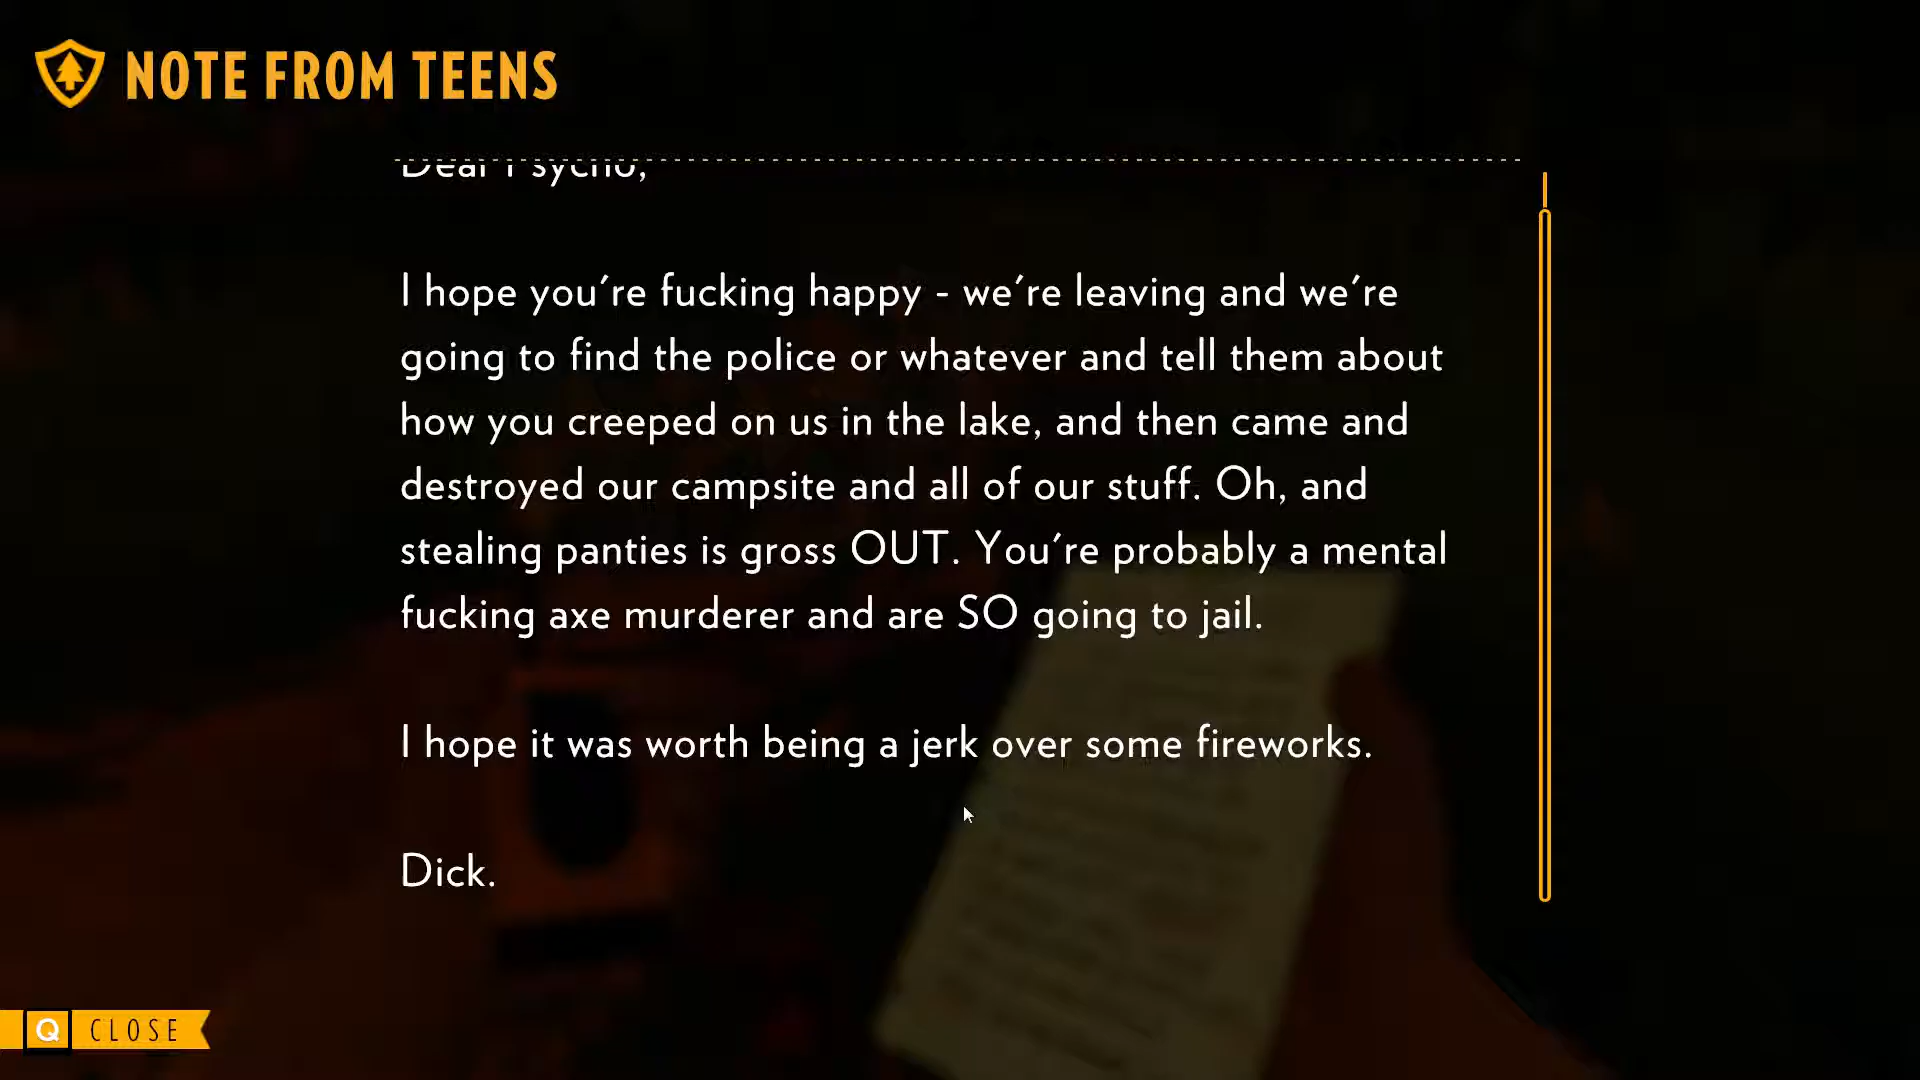 NOTE FROM TEENS
Dear Psycho,
I hope you're fucking happy - we're leaving and we're
going to find the police or whatever and tell them about
how you creeped on us in the lake, and then came and
destroyed our campsite and all of our stuff. Oh, and
stealing panties is gross OUT. You're probably a mental
fucking axe murderer and are SO going to jail.
I hope it was worth being a jerk over some fireworks.
Dick.
Q CLOSE